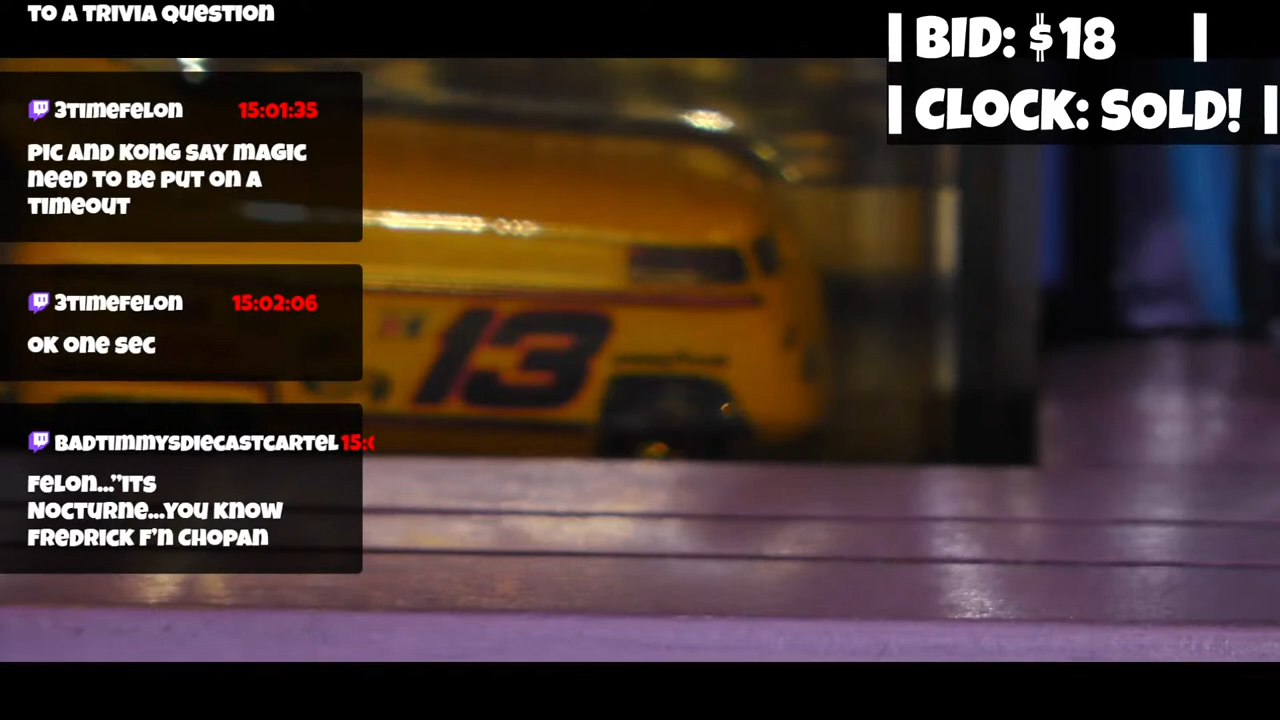 TO A TRIVIA QUESTION
| BID: $18 |
| CLOCK: SOLD! |
3TIMEFELON 15:01:35
PIC AND KONG SAY MAGIC
NEED TO BE PUT ON A
TIMEOUT
3TIMEFELON 15:02:06
OK ONE SEC
BADTIMMYSDIECASTCARTEL 15:
FELON..."ITS
NOCTURNE...YOU KNOW
FREDRICK F'N CHOPAN
13